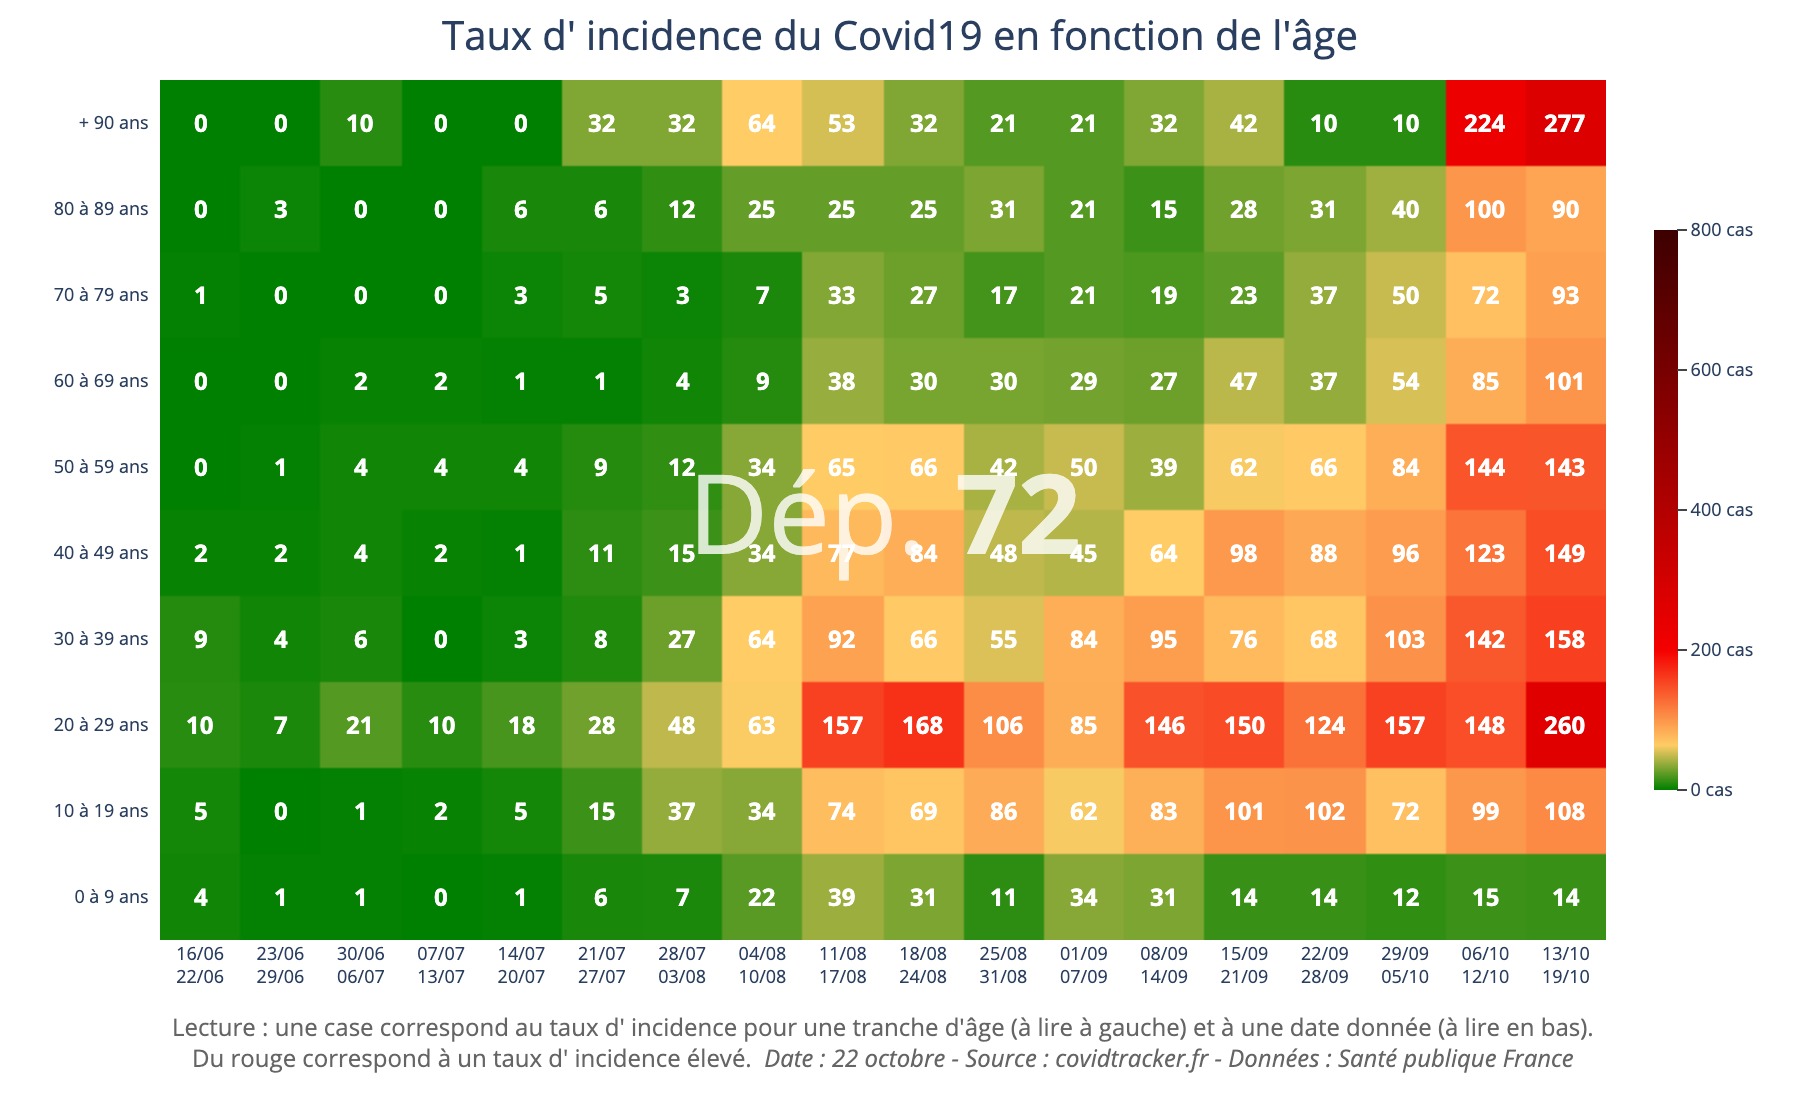 Taux d' incidence du Covid19 en fonction de l'âge
+ 90 ans 0 0 10 0 0 32 32 64 53 32 21 21 32 42 10 10 224 277
80 à 89 ans 0 3 0 0 6 6 12 25 25 25 31 21 15 28 31 40 100 90
70 à 79 ans 1 0 0 0 3 5 3 7 33 27 17 21 19 23 37 50 72 93
60 à 69 ans 0 0 2 2 1 1 4 9 38 30 30 29 27 47 37 54 85 101
50 à 59 ans 0 1 4 4 4 9 12 34 65 66 42 50 39 62 66 84 144 143
Dép. 72
40 à 49 ans 2 2 4 2 1 11 15 34 77 84 48 45 64 98 88 96 123 149
30 à 39 ans 9 4 6 0 3 8 27 64 92 66 55 84 95 76 68 103 142 158
20 à 29 ans 10 7 21 10 18 28 48 63 157 168 106 85 146 150 124 157 148 260
10 à 19 ans 5 0 1 2 5 15 37 34 74 69 86 62 83 101 102 72 99 108
0 à 9 ans 4 1 1 0 1 6 7 22 39 31 11 34 31 14 14 12 15 14
16/06 23/06 30/06 07/07 14/07 21/07 28/07 04/08 11/08 18/08 25/08 01/09 08/09 15/09 22/09 29/09 06/10 13/10
22/06 29/06 06/07 13/07 20/07 27/07 03/08 10/08 17/08 24/08 31/08 07/09 14/09 21/09 28/09 05/10 12/10 19/10
800 cas
600 cas
400 cas
200 cas
0 cas
Lecture : une case correspond au taux d' incidence pour une tranche d'âge (à lire à gauche) et à une date donnée (à lire en bas).
Du rouge correspond à un taux d' incidence élevé. Date : 22 octobre - Source : covidtracker.fr - Données : Santé publique France